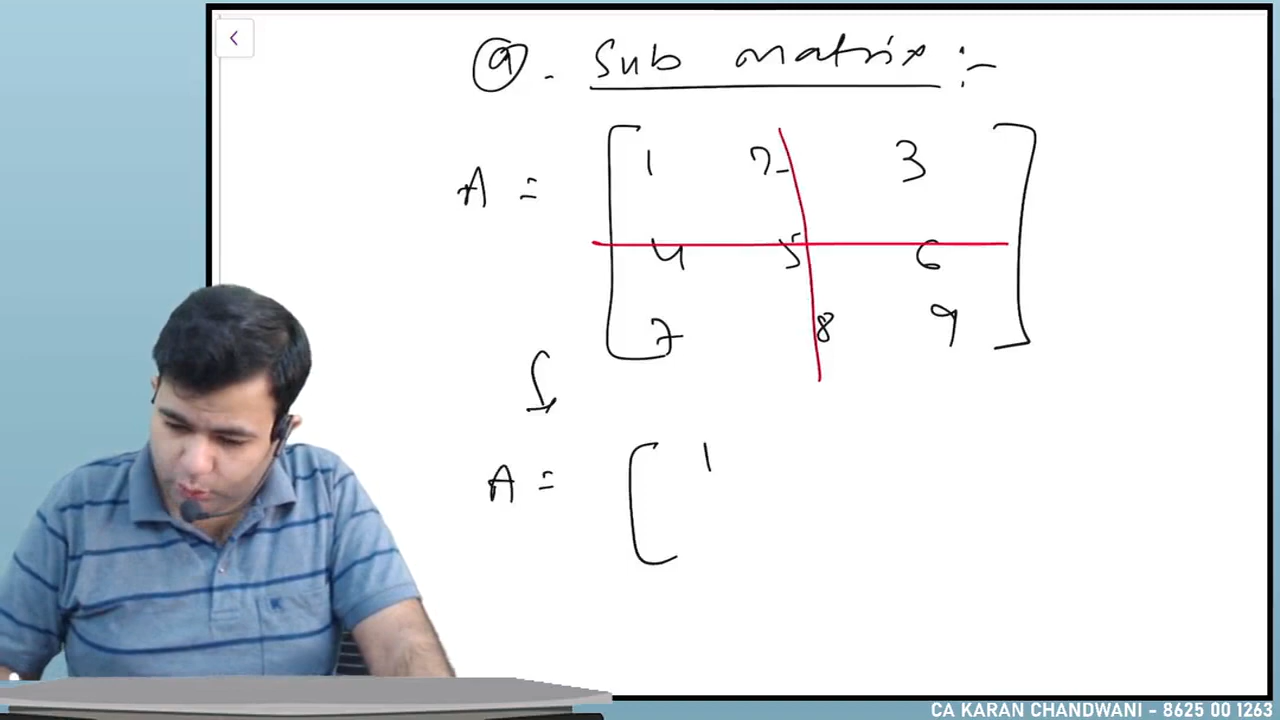 9. Sub matrix :-
A = [ 1 2 3 ]
4 5 6
7 8 9
A = [ 1
CA KARAN CHANDWANI - 8625 00 1263